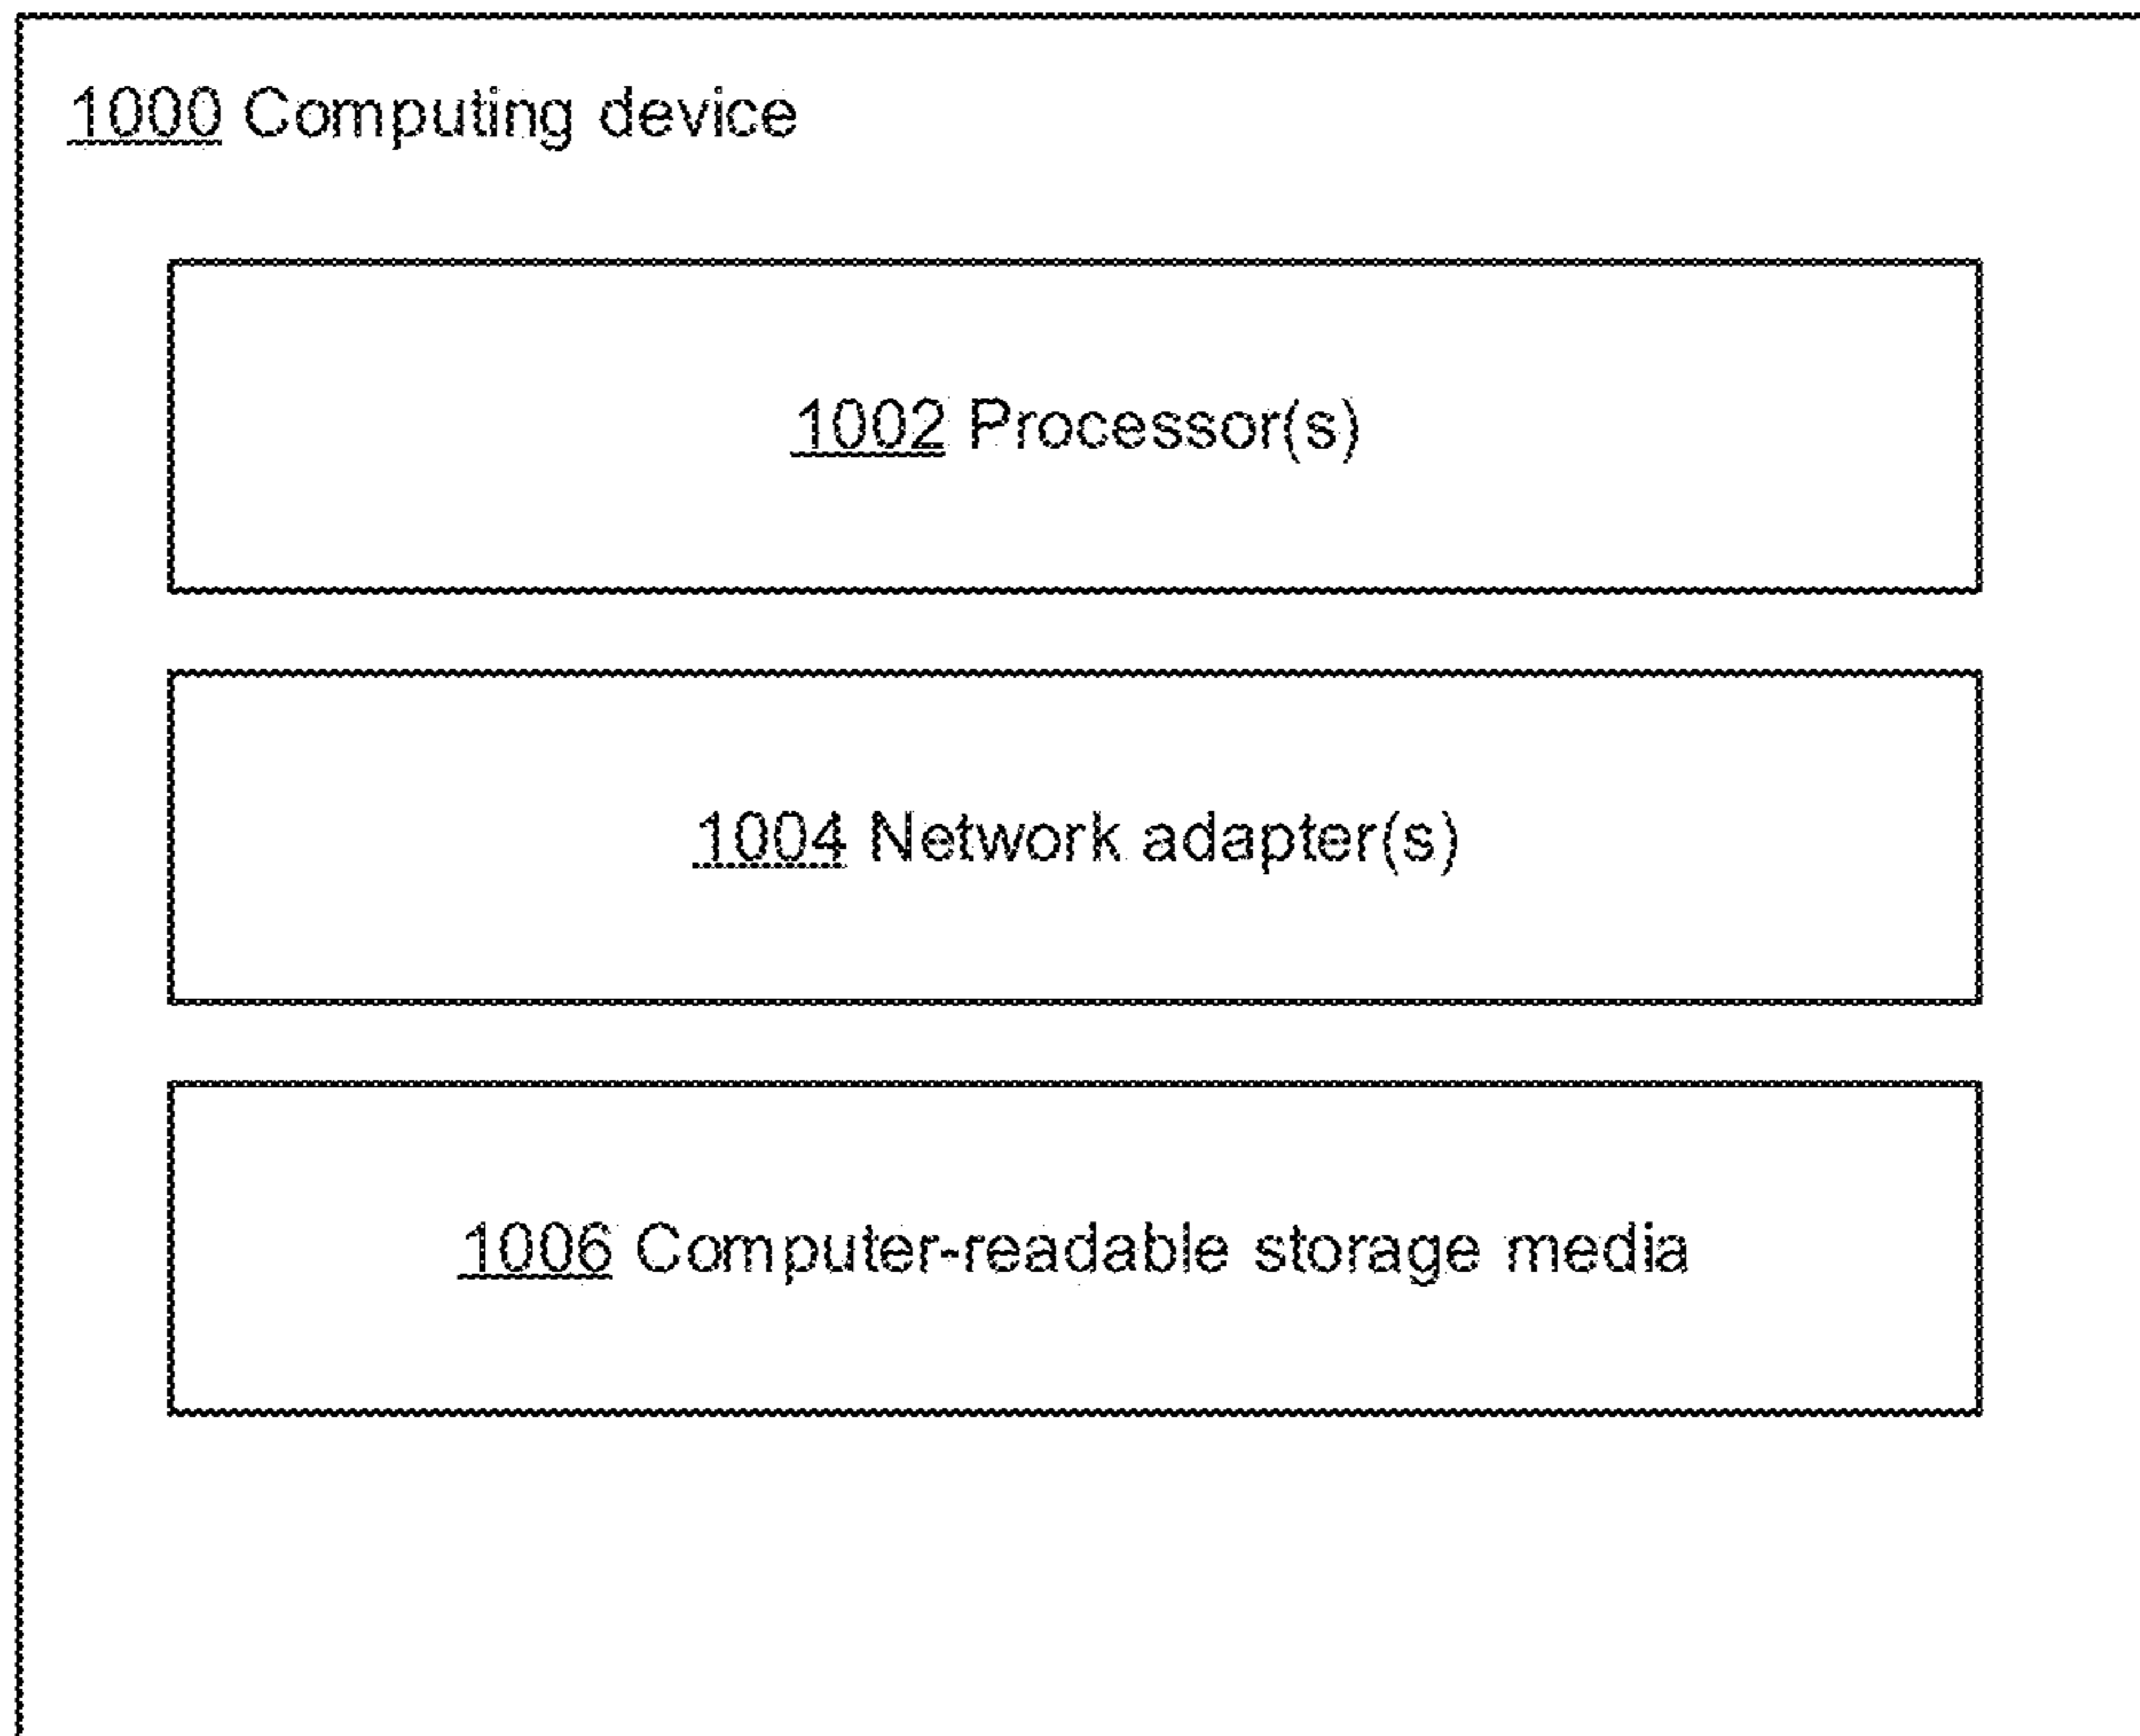 1000 Computing device
1002 Processor(s)
1004 Network adapter(s)
1006 Computer-readable storage media